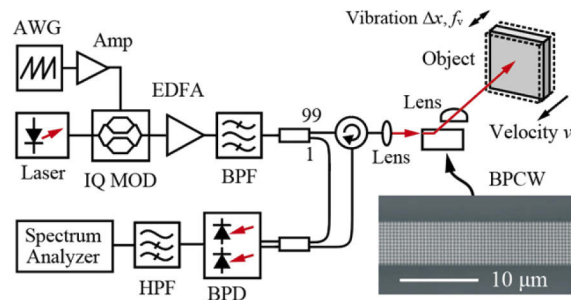 AWG
Amp
EDFA
Laser
IQ MOD
BPF
99
1
Lens
Lens
Vibration Δx, fᵥ
Object
Velocity v
BPCW
Spectrum
Analyzer
HPF
BPD
10 μm